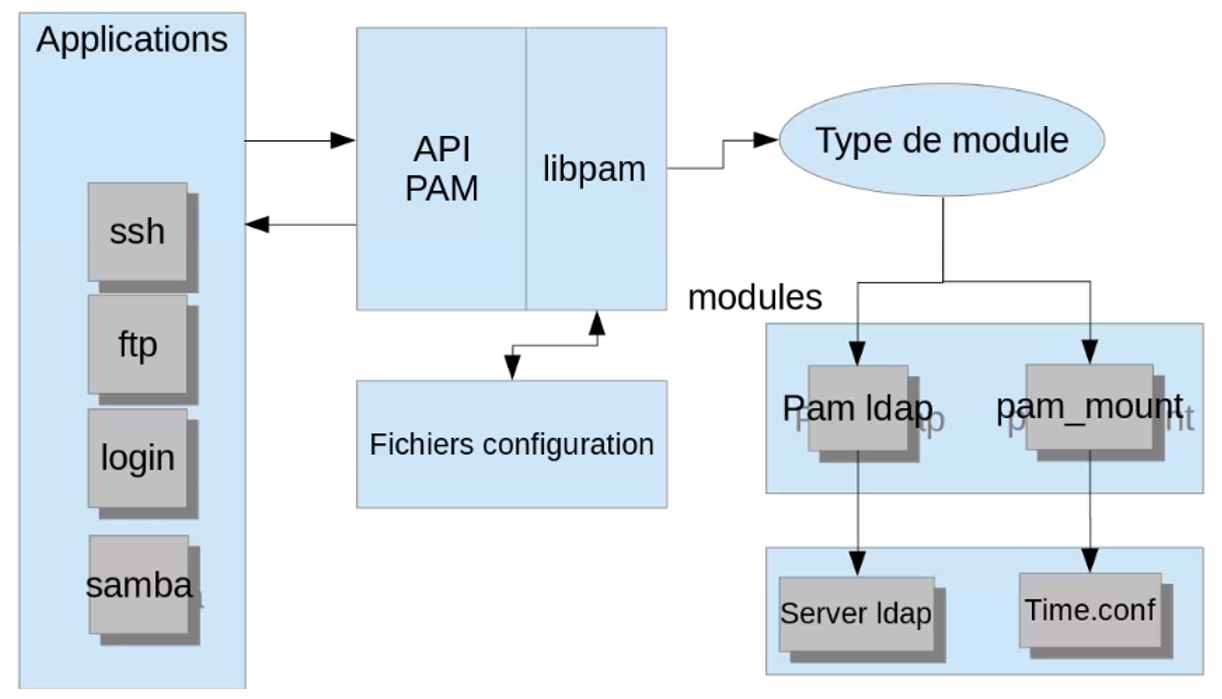 Applications
ssh
ftp
login
samba
API
PAM
libpam
Fichiers configuration
Type de module
modules
Pam ldap
pam_mount
Server ldap
Time.conf